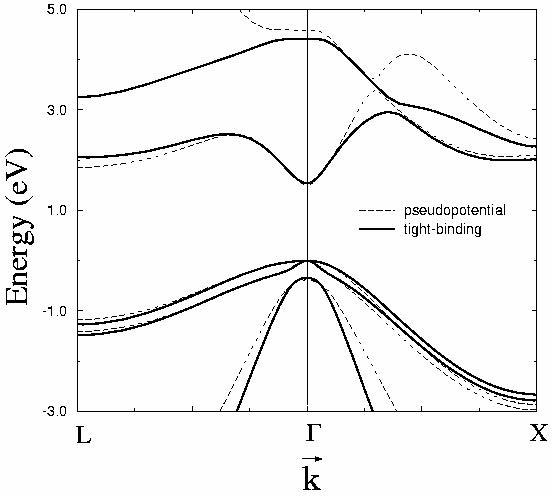 5.0
3.0
1.0
-1.0
-3.0
Energy (eV)
pseudopotential
tight-binding
L Γ X
k